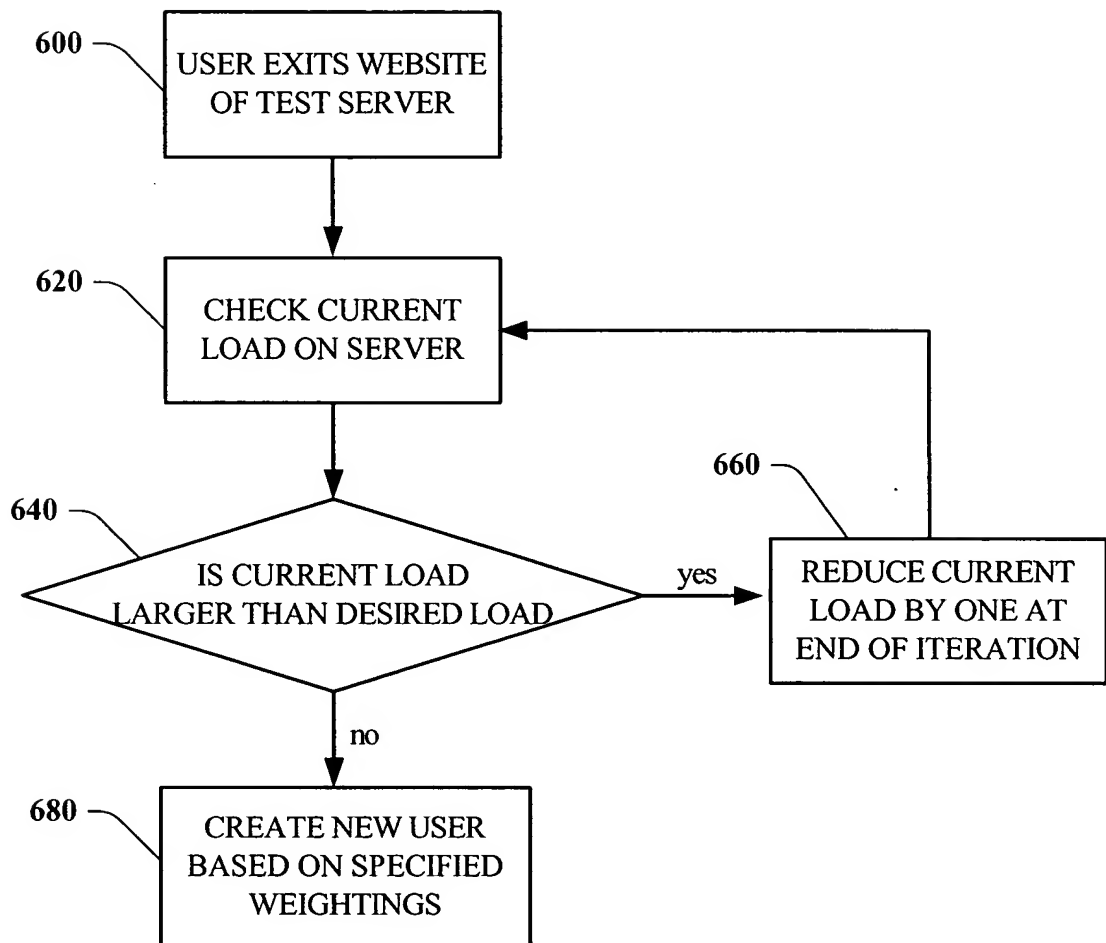 600
USER EXITS WEBSITE
OF TEST SERVER
620
CHECK CURRENT
LOAD ON SERVER
640
IS CURRENT LOAD
LARGER THAN DESIRED LOAD
yes
660
REDUCE CURRENT
LOAD BY ONE AT
END OF ITERATION
no
680
CREATE NEW USER
BASED ON SPECIFIED
WEIGHTINGS